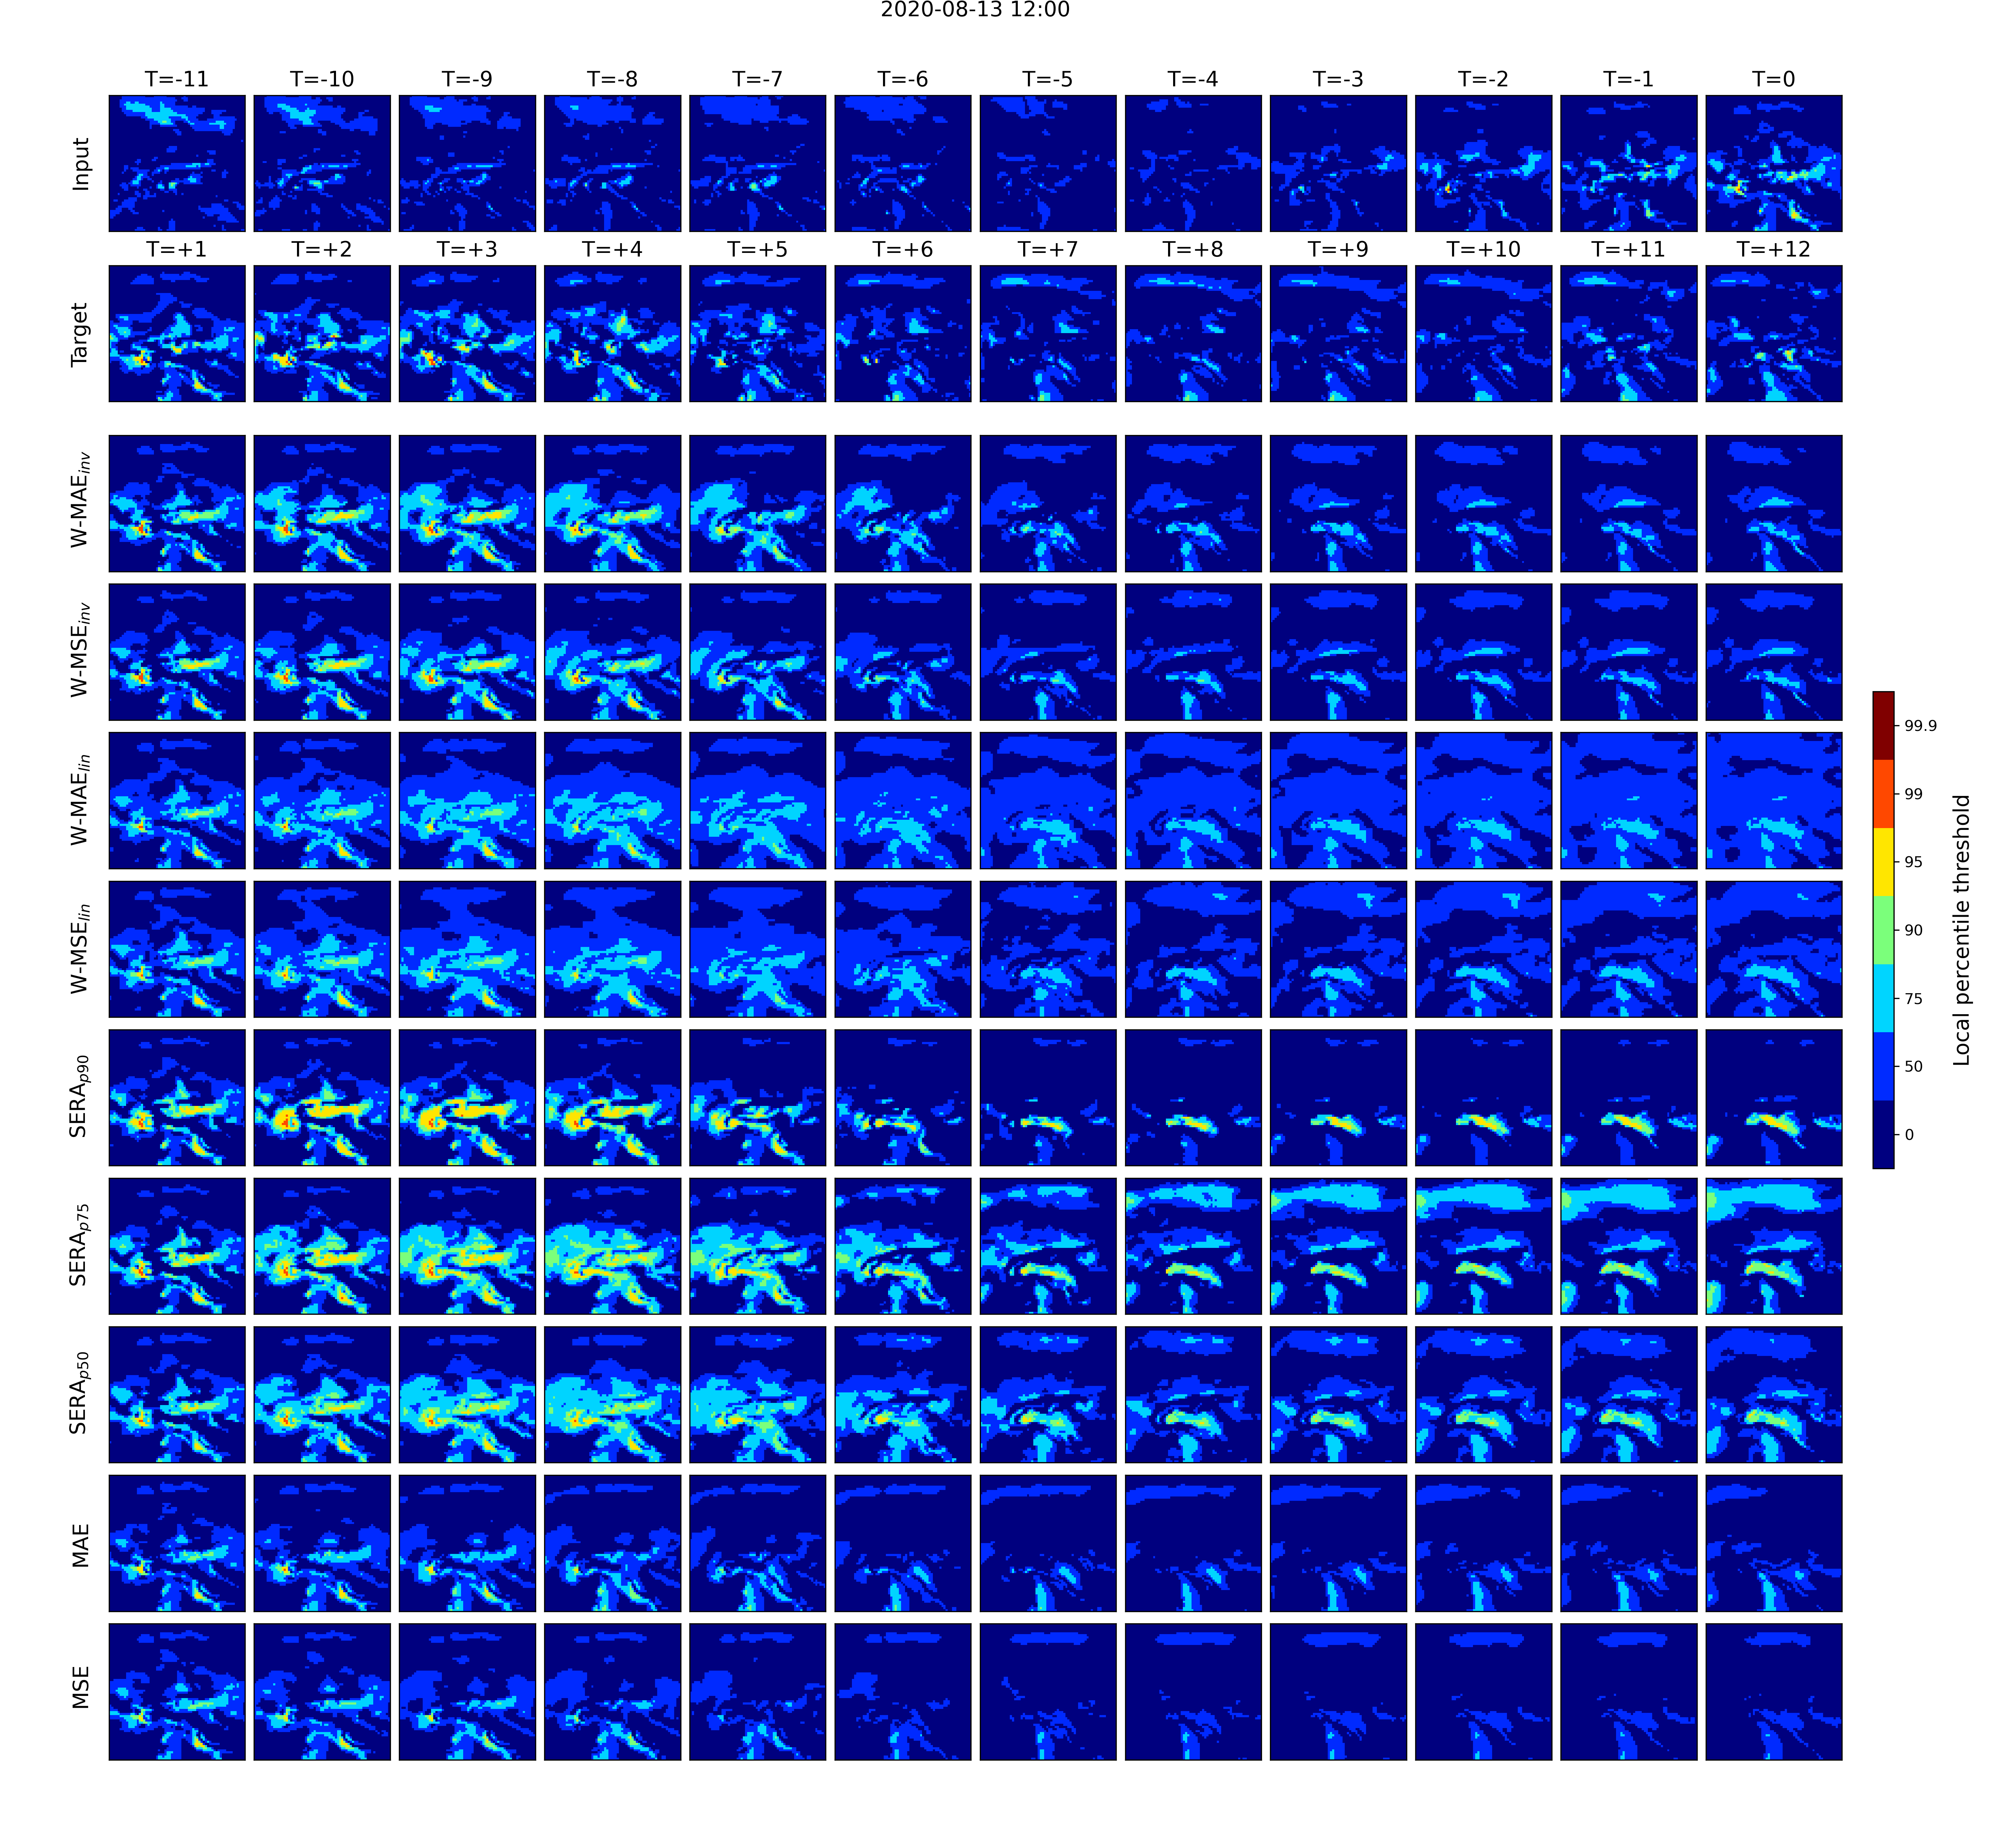 2020-08-13 12:00
T=-11 T=-10 T=-9 T=-8 T=-7 T=-6 T=-5 T=-4 T=-3 T=-2 T=-1 T=0
Input
T=+1 T=+2 T=+3 T=+4 T=+5 T=+6 T=+7 T=+8 T=+9 T=+10 T=+11 T=+12
Target
W-MAEinv
W-MSEinv
W-MAElin
W-MSElin
SERAp90
SERAp75
SERAp50
MAE
MSE
99.9
99
95
90
75
50
0
Local percentile threshold